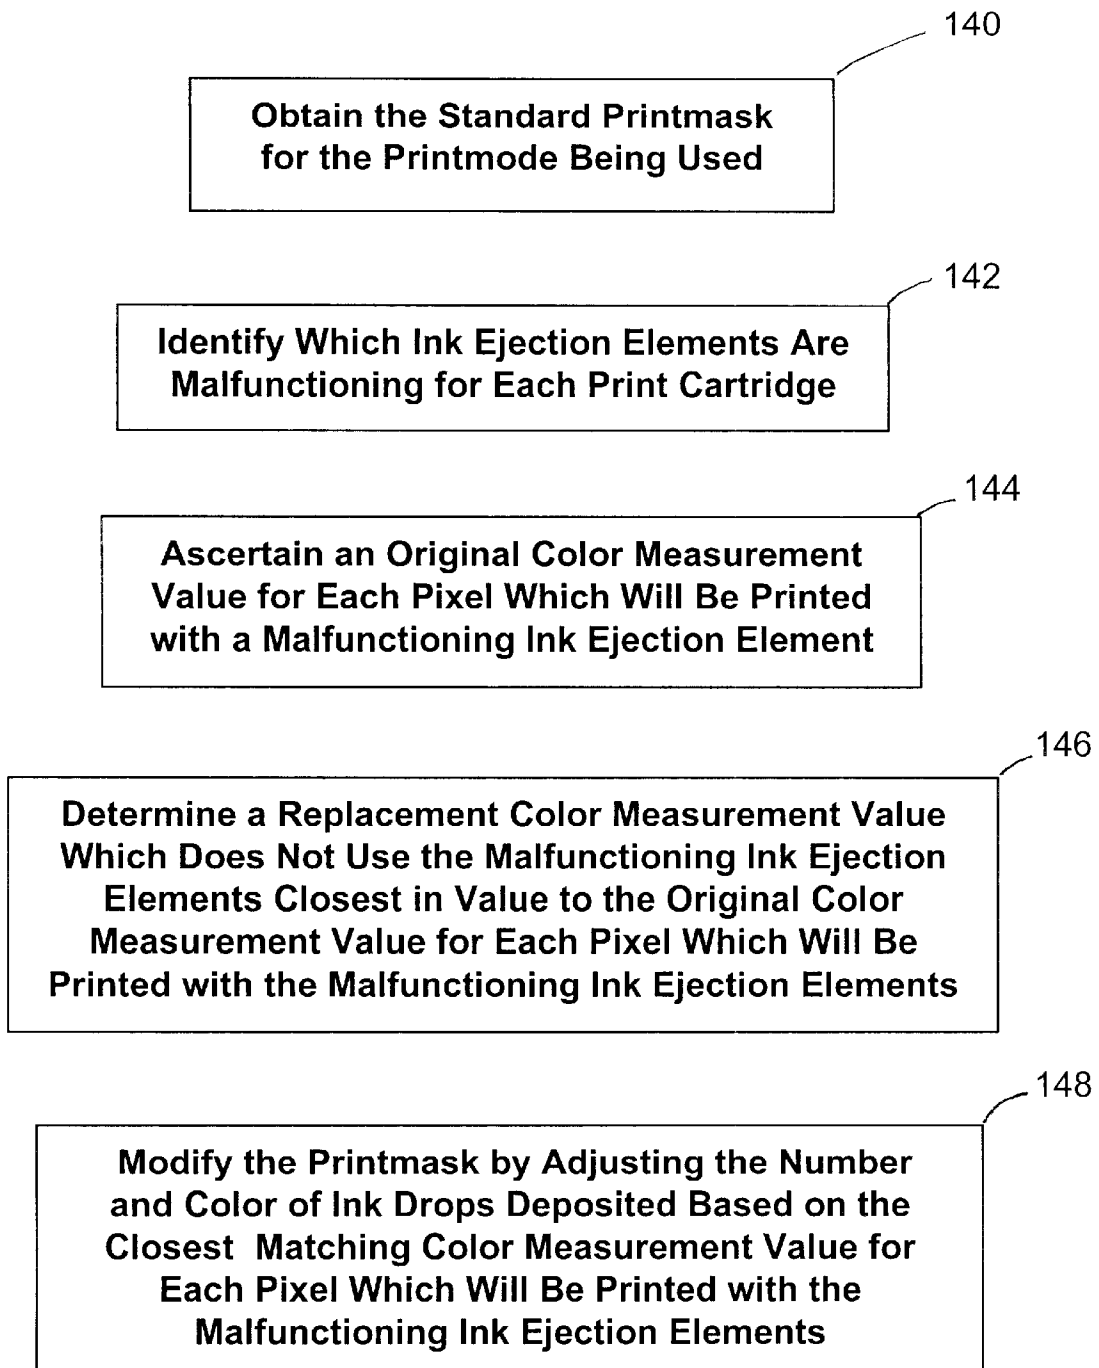 140
Obtain the Standard Printmask
for the Printmode Being Used
142
Identify Which Ink Ejection Elements Are
Malfunctioning for Each Print Cartridge
144
Ascertain an Original Color Measurement
Value for Each Pixel Which Will Be Printed
with a Malfunctioning Ink Ejection Element
146
Determine a Replacement Color Measurement Value
Which Does Not Use the Malfunctioning Ink Ejection
Elements Closest in Value to the Original Color
Measurement Value for Each Pixel Which Will Be
Printed with the Malfunctioning Ink Ejection Elements
148
Modify the Printmask by Adjusting the Number
and Color of Ink Drops Deposited Based on the
Closest Matching Color Measurement Value for
Each Pixel Which Will Be Printed with the
Malfunctioning Ink Ejection Elements